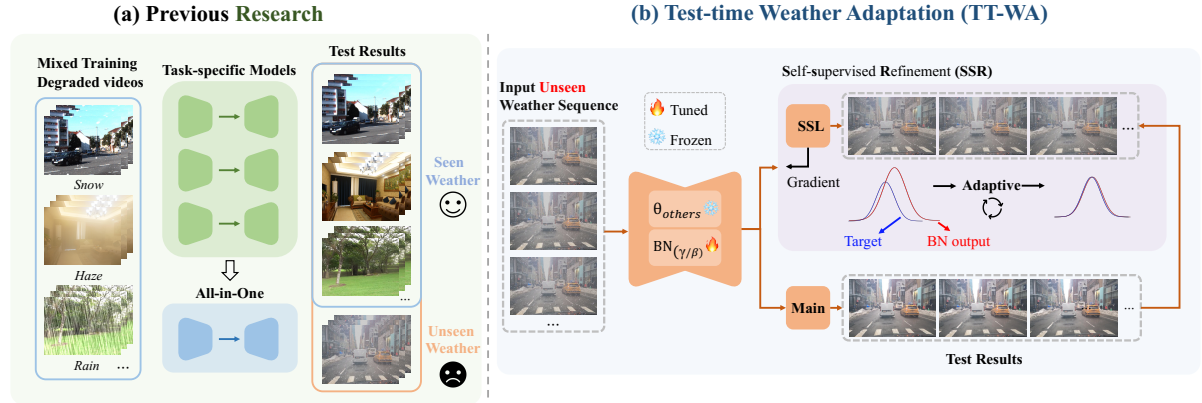 (a) Previous Research
Mixed Training
Degraded videos
Snow
Haze
Rain
...
Task-specific Models
All-in-One
Test Results
...
Seen
Weather
Unseen
Weather
(b) Test-time Weather Adaptation (TT-WA)
Input Unseen
Weather Sequence
...
Tuned
Frozen
θothers
BN(γ/β)
Self-supervised Refinement (SSR)
SSL
...
Gradient
Adaptive
Target
BN output
Main
...
Test Results